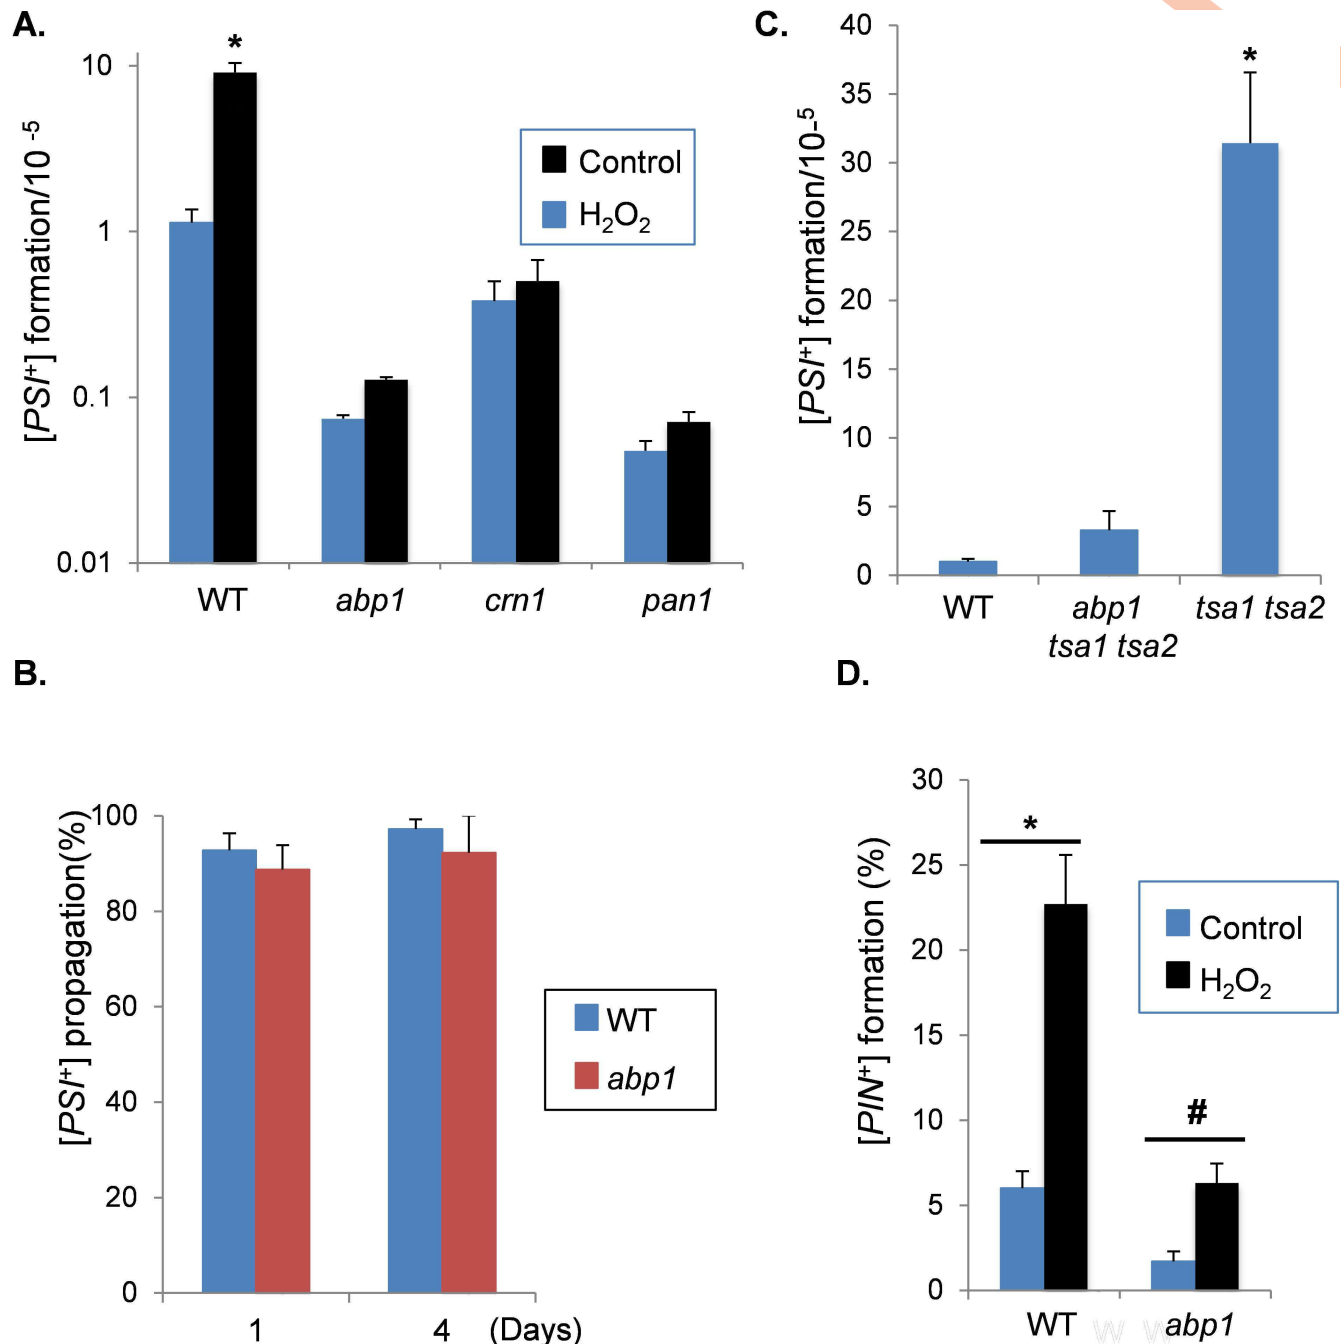 A.
[PSI+] formation/10 -5
10
1
0.1
0.01
*
Control
H2O2
WT
abp1
crn1
pan1
C.
[PSI+] formation/10-5
40
35
30
25
20
15
10
5
0
*
WT
abp1
tsa1 tsa2
tsa1 tsa2
B.
[PSI+] propagation(%)
100
80
60
40
20
0
WT
abp1
1
4
(Days)
D.
[PIN+] formation (%)
30
25
20
15
10
5
0
*
#
Control
H2O2
WT
abp1
w w